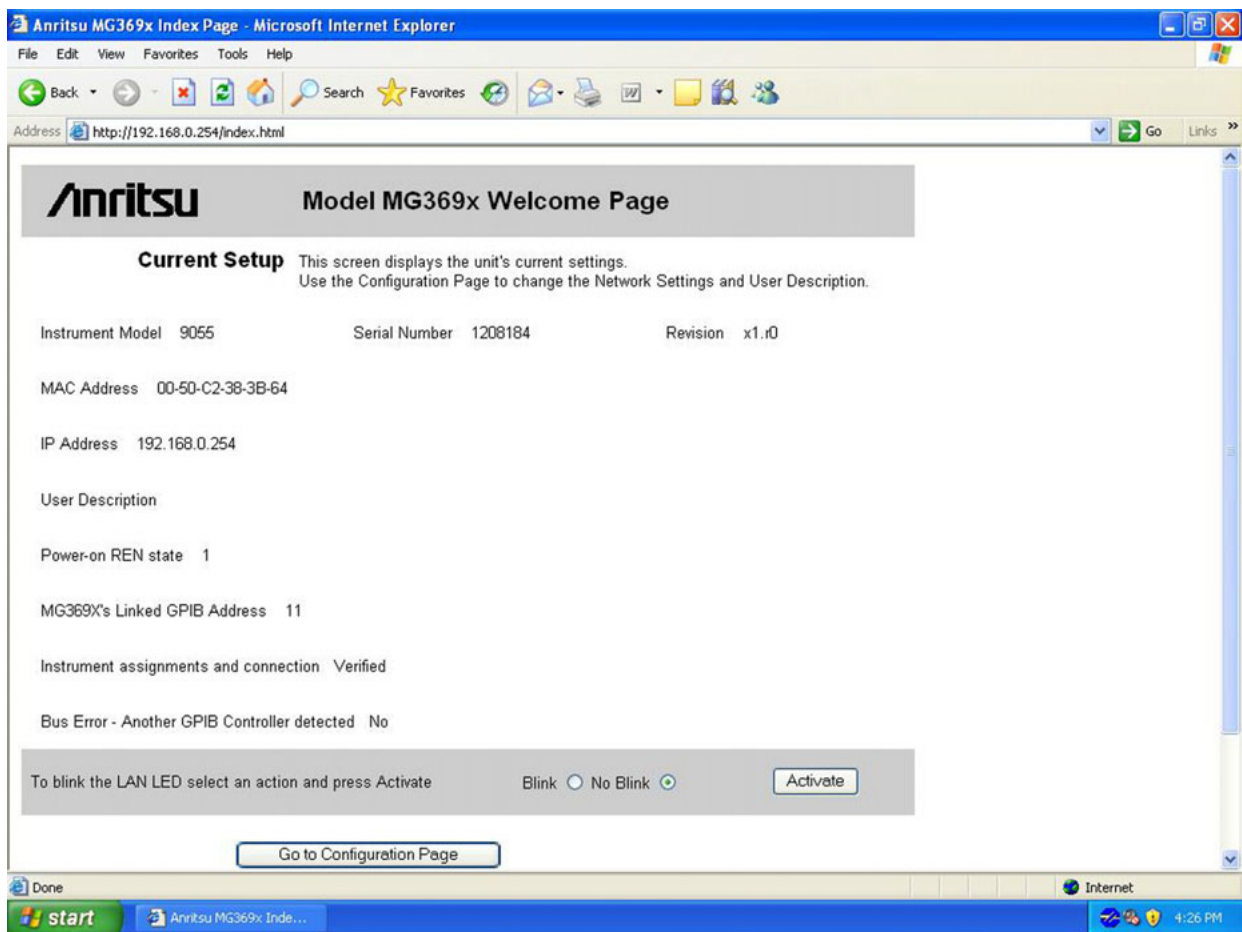 Anritsu MG369x Index Page - Microsoft Internet Explorer
File Edit View Favorites Tools Help
Back Search Favorites
Address http://192.168.0.254/index.html Go Links »
Anritsu Model MG369x Welcome Page
Current Setup This screen displays the unit's current settings.
Use the Configuration Page to change the Network Settings and User Description.
Instrument Model 9055 Serial Number 1208184 Revision x1.r0
MAC Address 00-50-C2-38-3B-64
IP Address 192.168.0.254
User Description
Power-on REN state 1
MG369X's Linked GPIB Address 11
Instrument assignments and connection Verified
Bus Error - Another GPIB Controller detected No
To blink the LAN LED select an action and press Activate Blink No Blink Activate
Go to Configuration Page
Done Internet
start Anritsu MG369x Inde... 4:26 PM